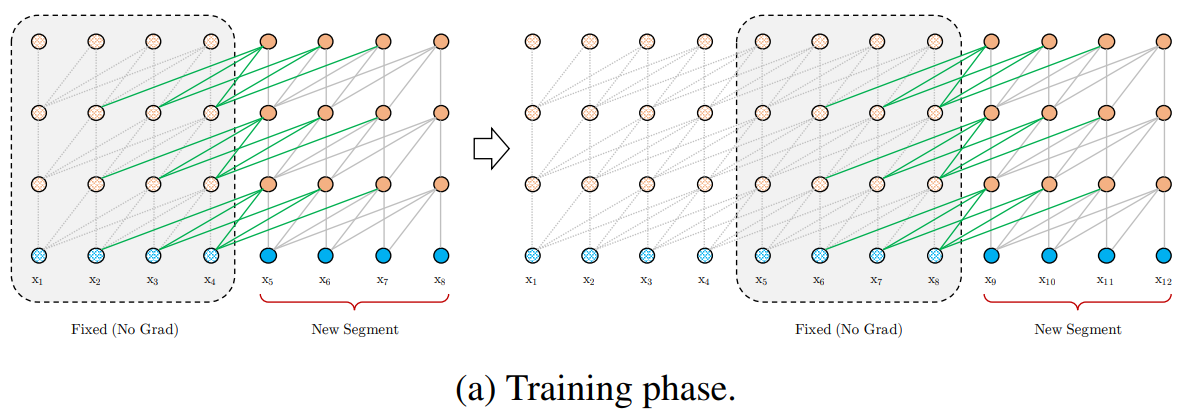 x1 x2 x3 x4 x5 x6 x7 x8
Fixed (No Grad) New Segment
x1 x2 x3 x4 x5 x6 x7 x8 x9 x10 x11 x12
Fixed (No Grad) New Segment
(a) Training phase.